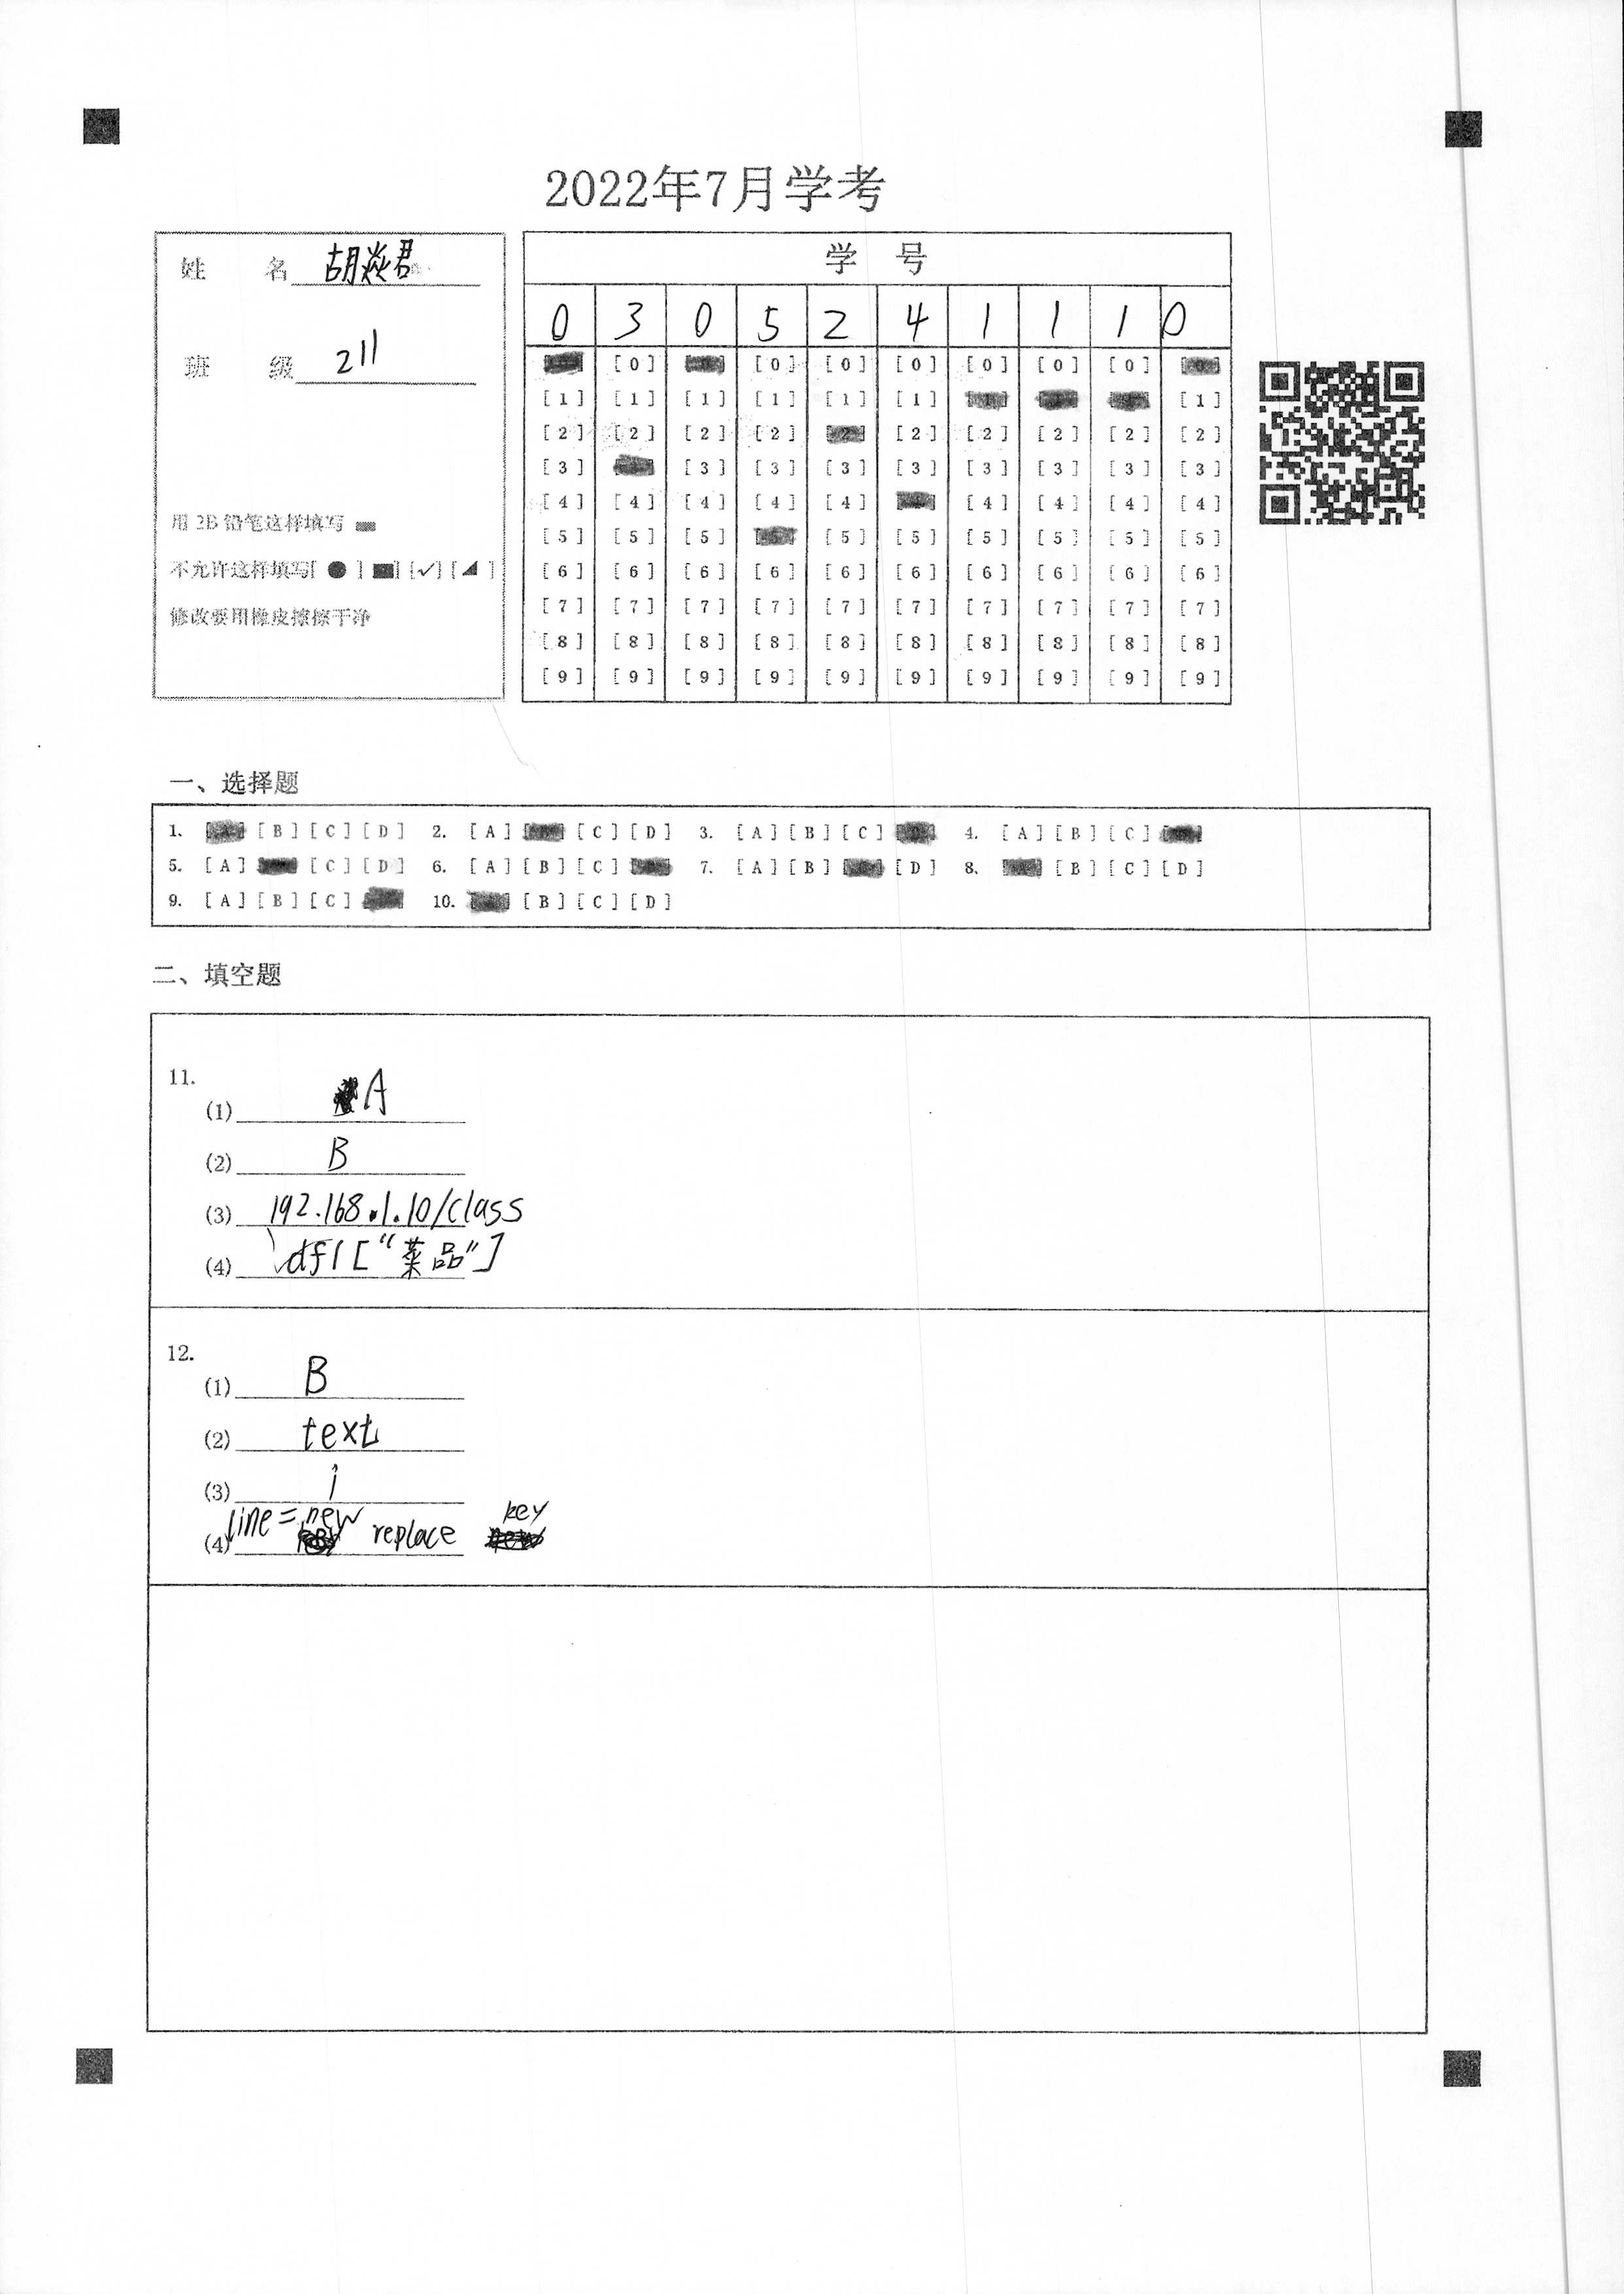 2022年7月学考
姓 名 胡焱君
班 级 211
用 2B 铅笔这样填写
不允许这样填写[ ● ] [■] [✓] [◢ ]
修改要用橡皮擦擦干净
学 号
0 3 0 5 2 4 1 1 1 0
[0] [0] [0] [0] [0] [0] [0]
[1] [1] [1] [1] [1] [1] [1]
[2] [2] [2] [2] [2] [2] [2] [2] [2] [2]
[3] [3] [3] [3] [3] [3] [3] [3] [3]
[4] [4] [4] [4] [4] [4] [4] [4] [4]
[5] [5] [5] [5] [5] [5] [5] [5] [5] [5]
[6] [6] [6] [6] [6] [6] [6] [6] [6] [6]
[7] [7] [7] [7] [7] [7] [7] [7] [7] [7]
[8] [8] [8] [8] [8] [8] [8] [8] [8] [8]
[9] [9] [9] [9] [9] [9] [9] [9] [9] [9]
一、选择题
1. [A] [B] [C] [D] 2. [A] [B] [C] [D] 3. [A] [B] [C] [D] 4. [A] [B] [C]
5. [A] [C] [D] 6. [A] [B] [C] 7. [A] [B] [D] 8、 [B] [C] [D]
9. [A] [B] [C] 10. [A] [B] [C] [D]
二、填空题
11.
(1) A
(2) B
(3) 192.168.1.10/class
(4) df1["药品"]
12.
(1) B
(2) text
(3) i
(4) line = new replace key